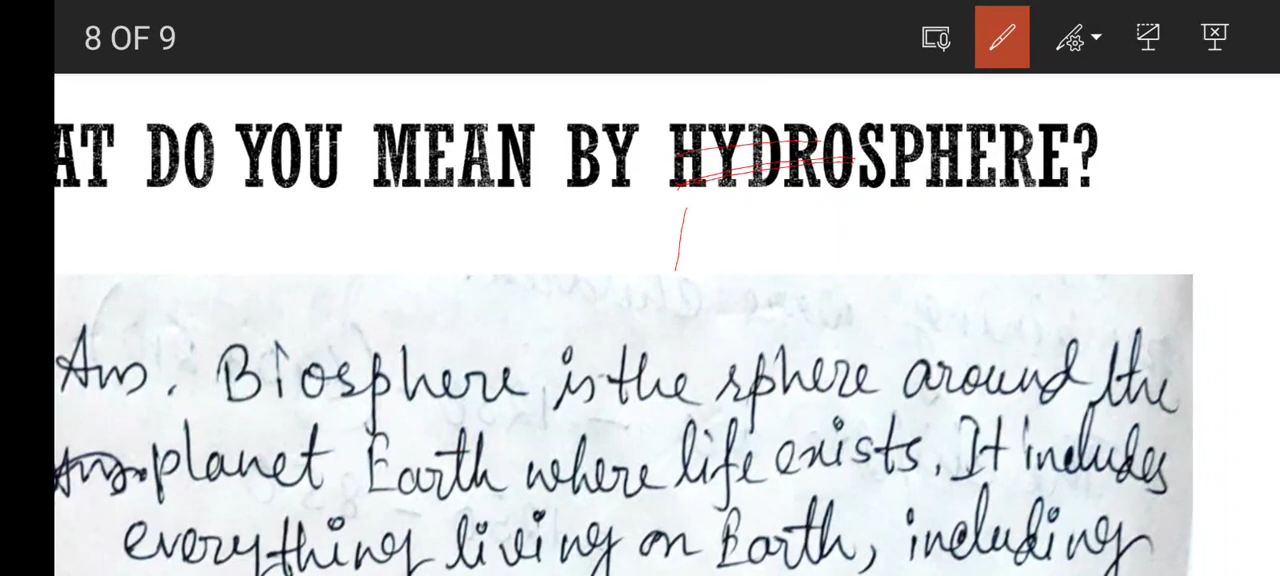 8 OF 9
AT DO YOU MEAN BY HYDROSPHERE?
Ans. Biosphere is the sphere around the
planet Earth where life exists. It includes
everything living on Earth, including